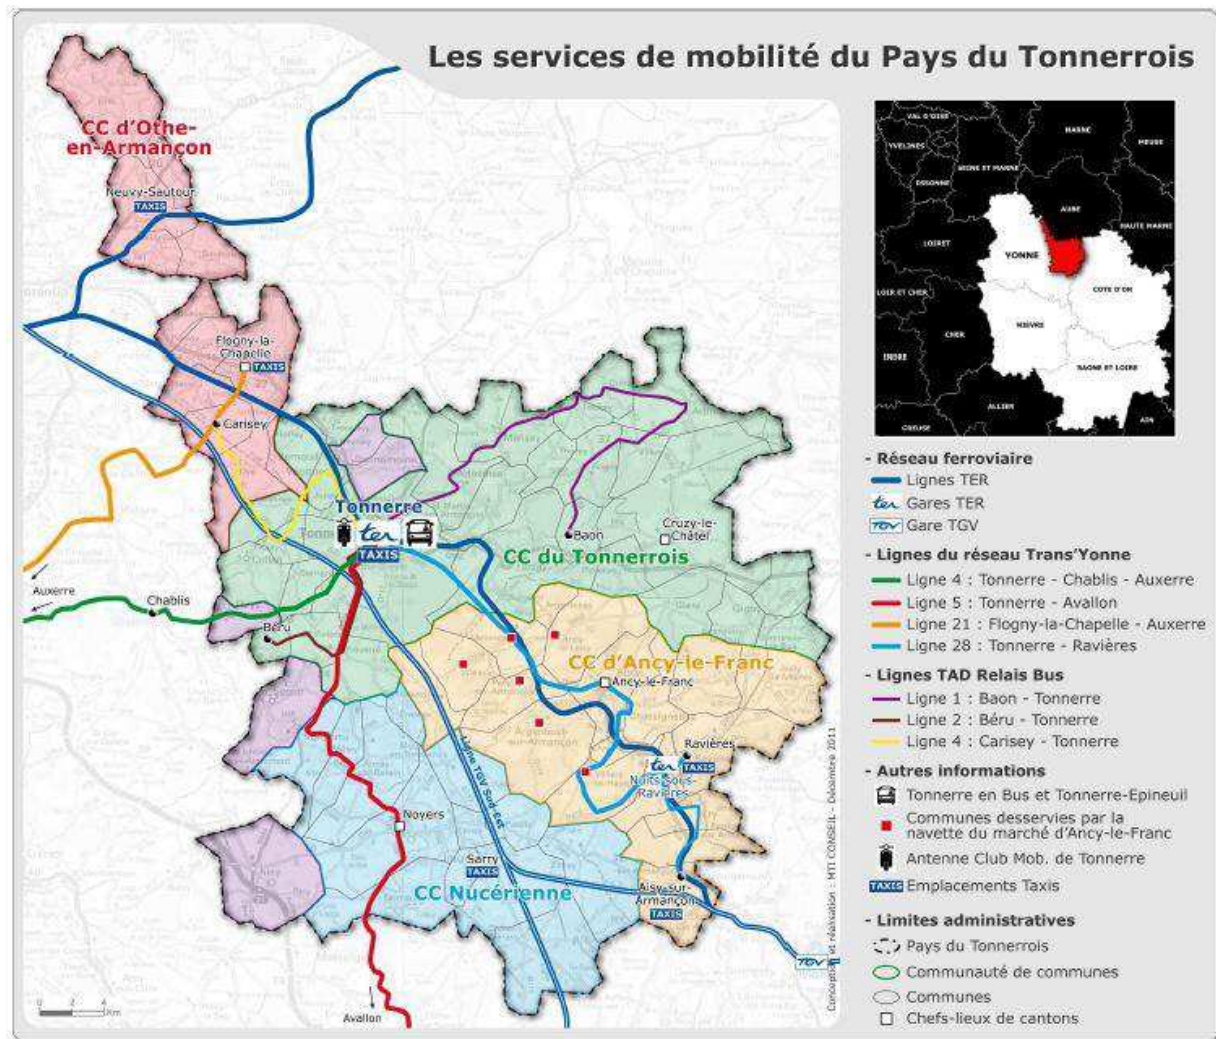 Les services de mobilité du Pays du Tonnerrois
CC d'Othe-
en-Armançon
Neuvy-Sautour
TAXIS
Flogny-la-
Chapelle
TAXIS
Carisey
Tonnerre
ter
TAXIS
Baon
Cruzy-le-
Châtel
CC du Tonnerrois
Auxerre
Chablis
Béru
CC d'Ancy-le-Franc
Ancy-le-Franc
Ravières
ter
TAXIS
Nuits-Sous-
Ravières
Ligne TGV Sud-Est
Noyers
Sarry
TAXIS
CC Nucérienne
Aisy-sur-
Armançon
TAXIS
TGV
Avallon
0 2 4
Km
Conception et réalisation : MTI CONSEIL - Décembre 2011
VAL D'OISE
YVELINES
ESSONNE
SEINE ET MARNE
MARNE
MEUSE
AUBE
HAUTE MARNE
LOIRET
YONNE
COTE D'OR
LOIR ET CHER
CHER
NIEVRE
INDRE
SAONE ET LOIRE
ALLIER
CREUSE
AIN
- Réseau ferroviaire
Lignes TER
ter Gares TER
TGV Gare TGV
- Lignes du réseau Trans'Yonne
Ligne 4 : Tonnerre - Chablis - Auxerre
Ligne 5 : Tonnerre - Avallon
Ligne 21 : Flogny-la-Chapelle - Auxerre
Ligne 28 : Tonnerre - Ravières
- Lignes TAD Relais Bus
Ligne 1 : Baon - Tonnerre
Ligne 2 : Béru - Tonnerre
Ligne 4 : Carisey - Tonnerre
- Autres informations
Tonnerre en Bus et Tonnerre-Epineuil
Communes desservies par la
navette du marché d'Ancy-le-Franc
Antenne Club Mob. de Tonnerre
TAXIS Emplacements Taxis
- Limites administratives
Pays du Tonnerrois
Communauté de communes
Communes
Chefs-lieux de cantons